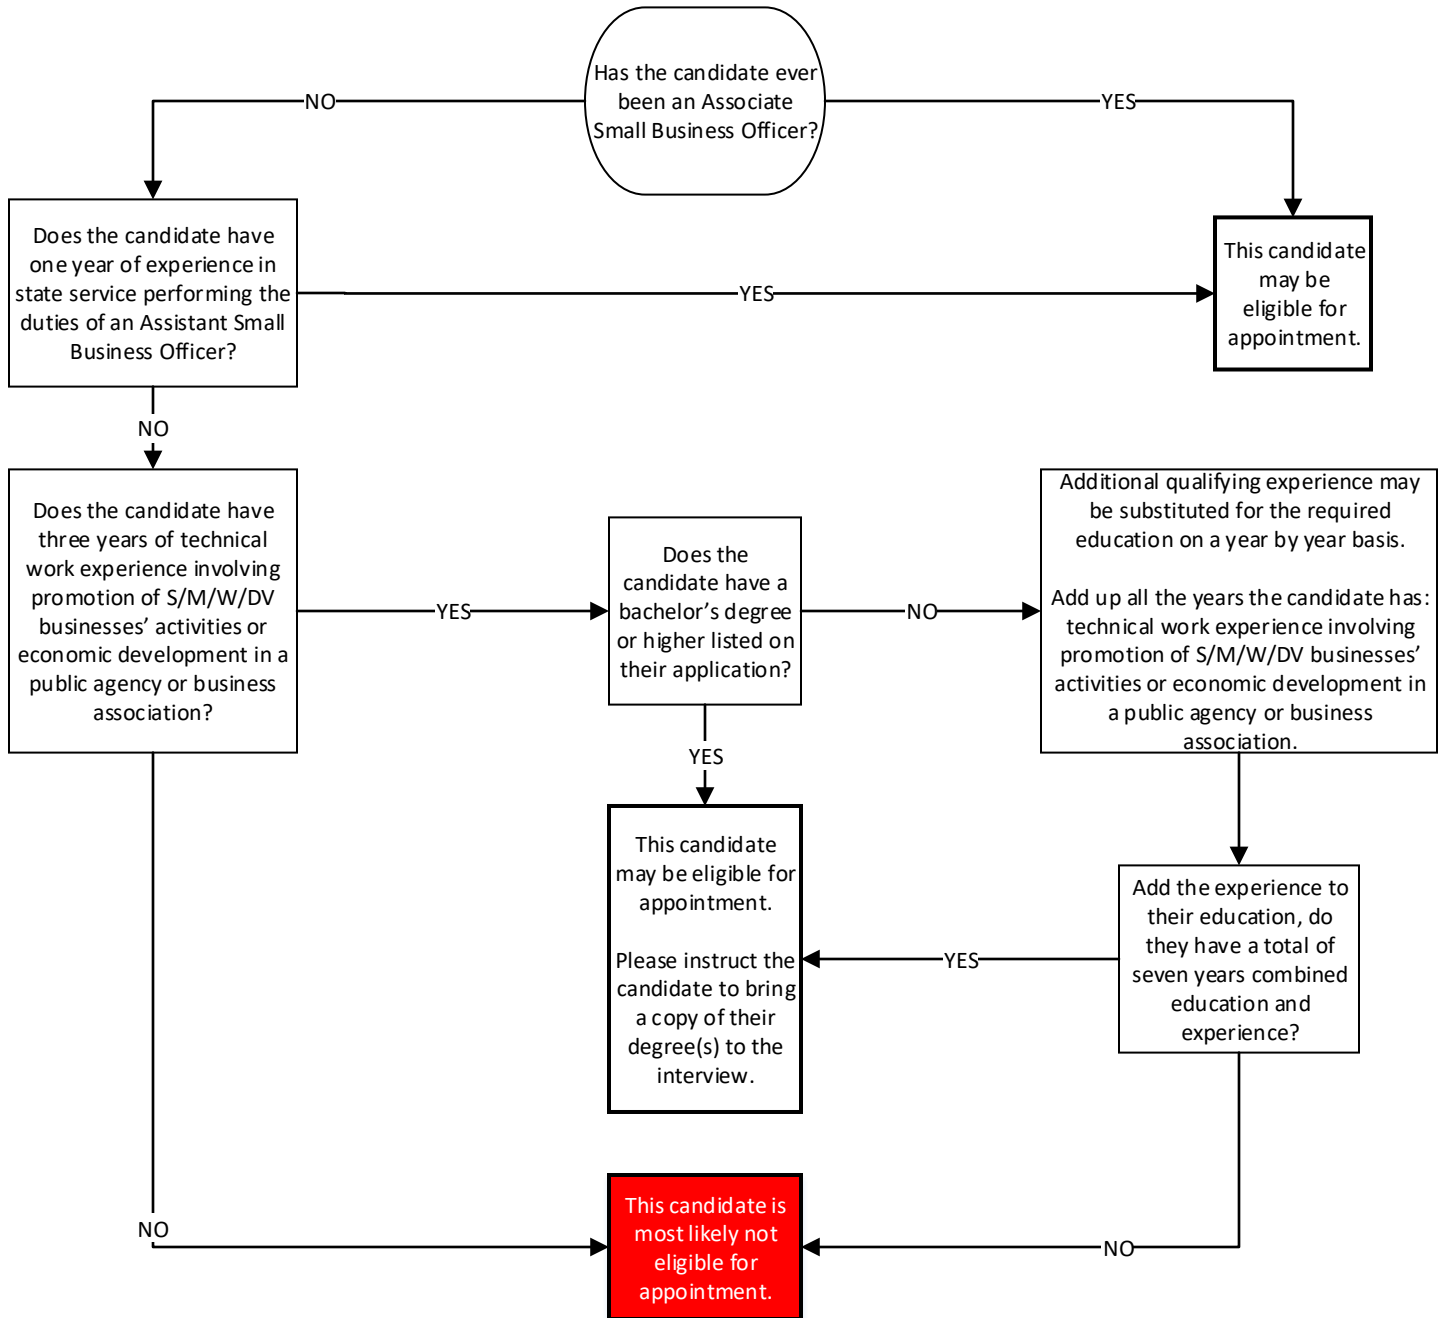 Has the candidate ever
been an Associate
Small Business Officer?
NO
YES
Does the candidate have
one year of experience in
state service performing the
duties of an Assistant Small
Business Officer?
YES
This candidate
may be
eligible for
appointment.
NO
Does the candidate have
three years of technical
work experience involving
promotion of S/M/W/DV
businesses’ activities or
economic development in a
public agency or business
association?
YES
Does the
candidate have a
bachelor’s degree
or higher listed on
their application?
NO
Additional qualifying experience may
be substituted for the required
education on a year by year basis.
Add up all the years the candidate has:
technical work experience involving
promotion of S/M/W/DV businesses’
activities or economic development in
a public agency or business
association.
YES
This candidate
may be eligible for
appointment.
Please instruct the
candidate to bring
a copy of their
degree(s) to the
interview.
YES
Add the experience to
their education, do
they have a total of
seven years combined
education and
experience?
NO
This candidate is
most likely not
eligible for
appointment.
NO